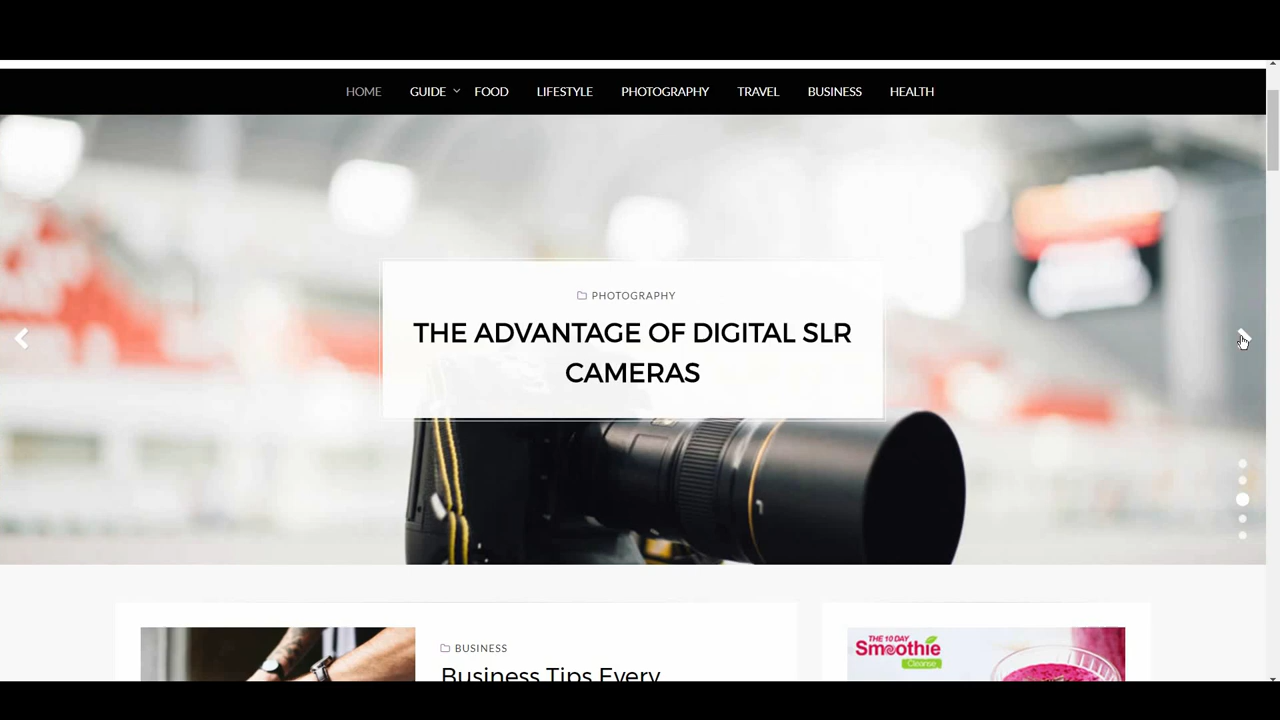 HOME GUIDE FOOD LIFESTYLE PHOTOGRAPHY TRAVEL BUSINESS HEALTH
PHOTOGRAPHY
THE ADVANTAGE OF DIGITAL SLR
CAMERAS
BUSINESS
Business Tips Every
THE 10 DAY
Smoothie
Cleanse